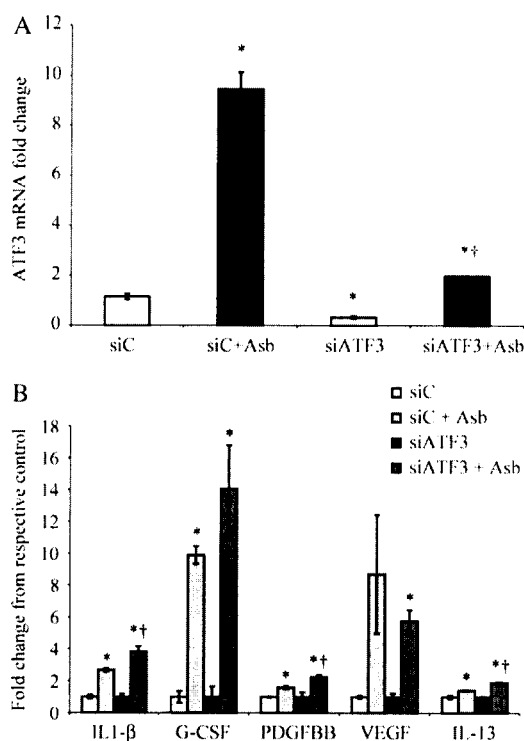 A
ATF3 mRNA fold change
12
10
8
6
4
2
0
*
*
*†
siC
siC+Asb
siATF3
siATF3+Asb
B
siC
siC + Asb
siATF3
siATF3 + Asb
Fold change from respective control
18
16
14
12
10
8
6
4
2
0
*
*†
*
*
*
*†
*
*
*†
IL1-β
G-CSF
PDGFBB
VEGF
IL-13